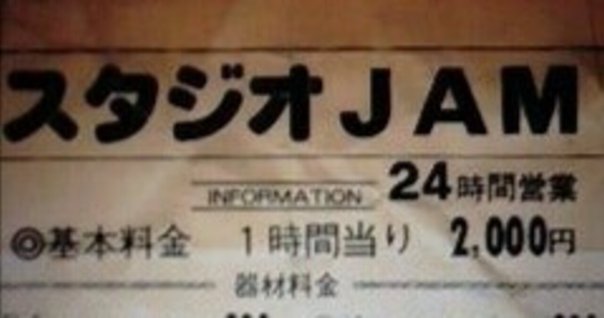 スタジオJAM
INFORMATION 24時間営業
◎基本料金 1時間当り 2,000円
器材料金